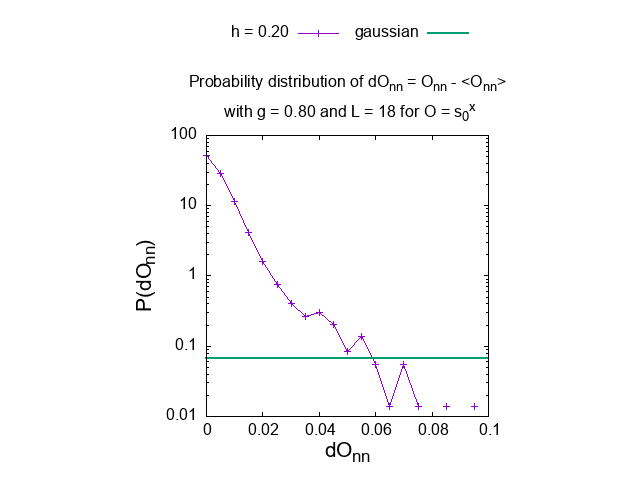 h = 0.20 gaussian
Probability distribution of dOnn = Onn - <Onn>
with g = 0.80 and L = 18 for O = s0x
100
10
1
0.1
0.01
P(dOnn)
0 0.02 0.04 0.06 0.08 0.1
dOnn